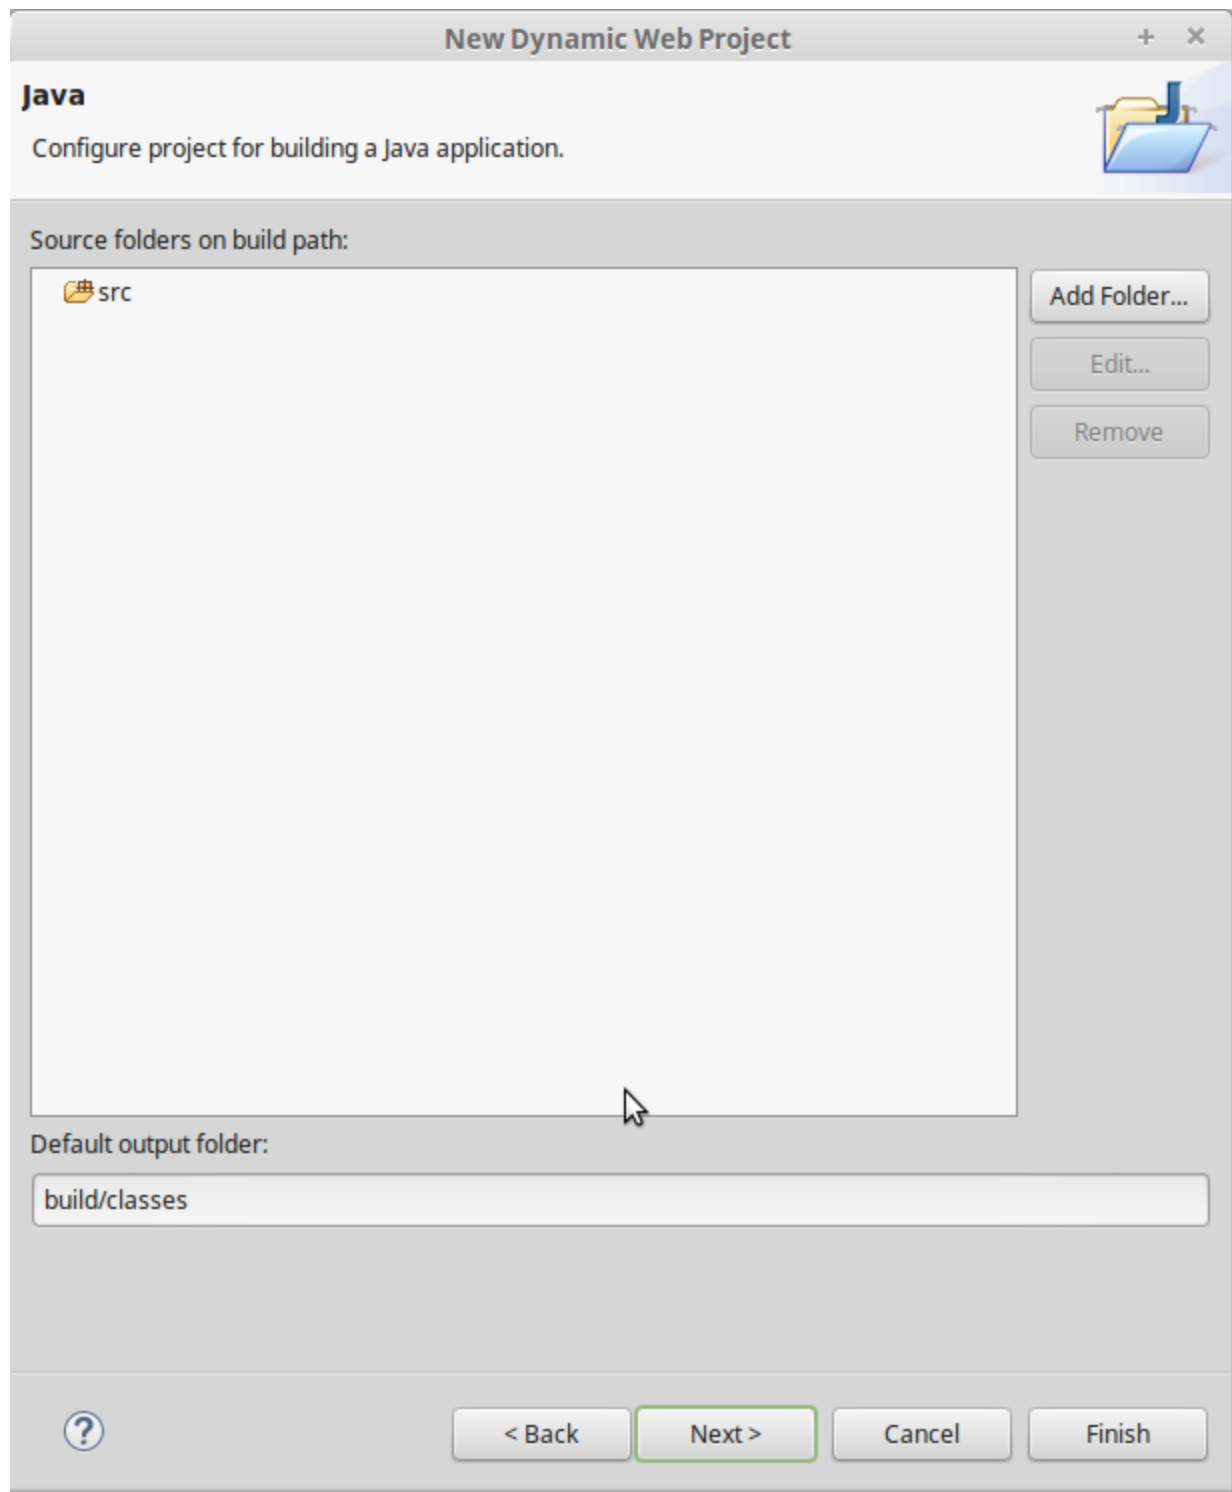 New Dynamic Web Project
Java
Configure project for building a Java application.
Source folders on build path:
src
Add Folder...
Edit...
Remove
Default output folder:
build/classes
? < Back Next > Cancel Finish